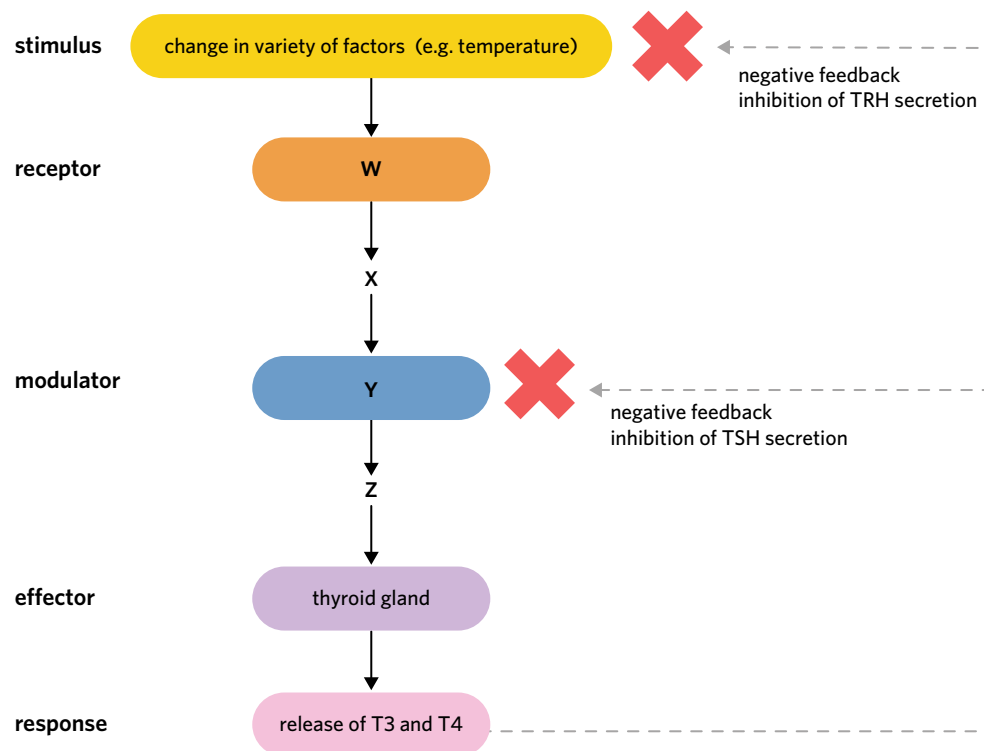 stimulus
change in variety of factors (e.g. temperature)
negative feedback
inhibition of TRH secretion
receptor
W
X
modulator
Y
negative feedback
inhibition of TSH secretion
Z
effector
thyroid gland
response
release of T3 and T4